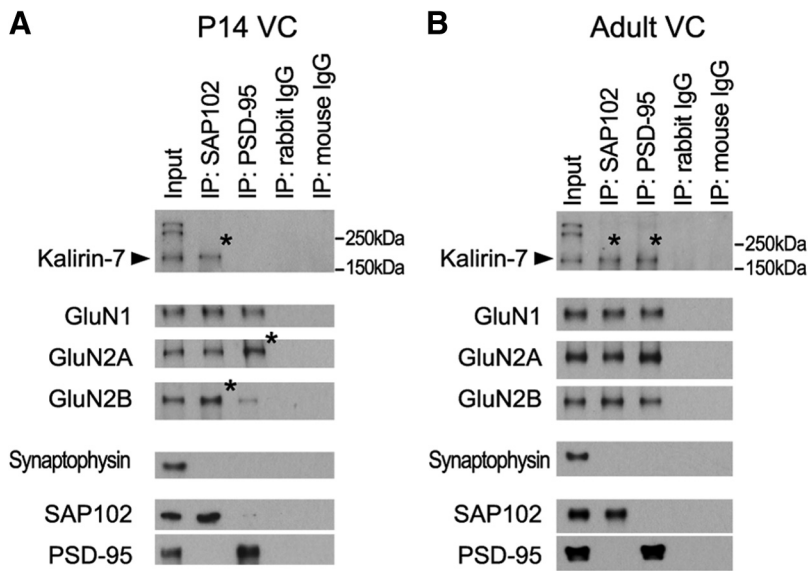 A
P14 VC
Input
IP: SAP102
IP: PSD-95
IP: rabbit IgG
IP: mouse IgG
*
Kalirin-7
250kDa
150kDa
GluN1
*
GluN2A
*
GluN2B
Synaptophysin
SAP102
PSD-95
B
Adult VC
Input
IP: SAP102
IP: PSD-95
IP: rabbit IgG
IP: mouse IgG
* *
Kalirin-7
250kDa
150kDa
GluN1
GluN2A
GluN2B
Synaptophysin
SAP102
PSD-95